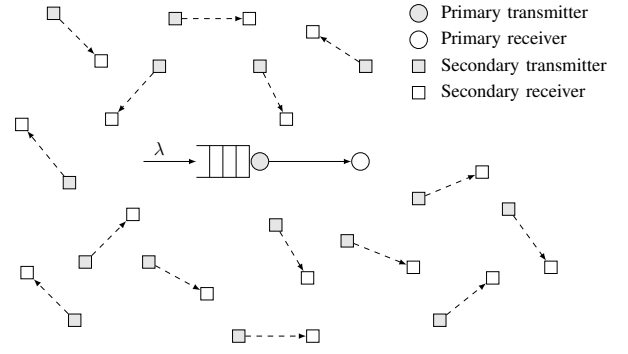 Primary transmitter
Primary receiver
Secondary transmitter
Secondary receiver
λ